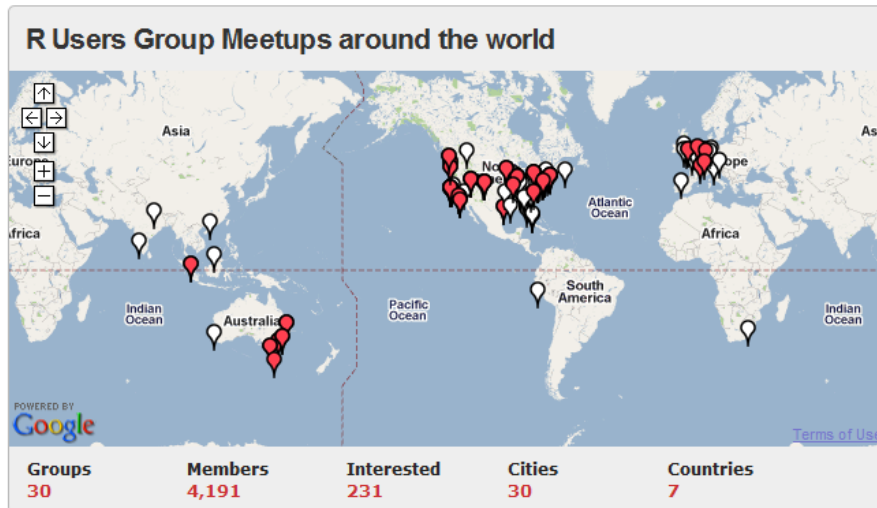 R Users Group Meetups around the world
Asia
Europe
Africa
Indian
Ocean
Australia
Pacific
Ocean
Atlantic
Ocean
South
America
Africa
Indian
Ocean
As
POWERED BY
Google
Terms of Use
Groups
30
Members
4,191
Interested
231
Cities
30
Countries
7